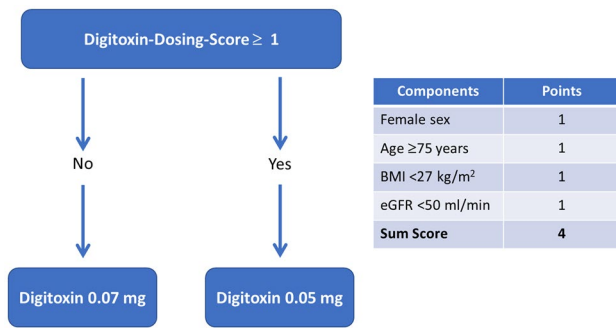 Digitoxin-Dosing-Score ≥ 1
No
Yes
Digitoxin 0.07 mg
Digitoxin 0.05 mg
Components Points
Female sex 1
Age ≥75 years 1
BMI <27 kg/m² 1
eGFR <50 ml/min 1
Sum Score 4